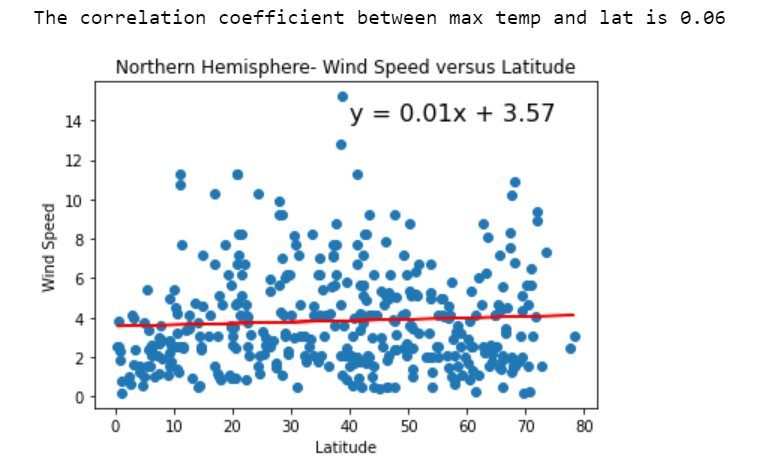 The correlation coefficient between max temp and lat is 0.06
Northern Hemisphere- Wind Speed versus Latitude
y = 0.01x + 3.57
14
12
10
8
6
4
2
0
Wind Speed
0 10 20 30 40 50 60 70 80
Latitude